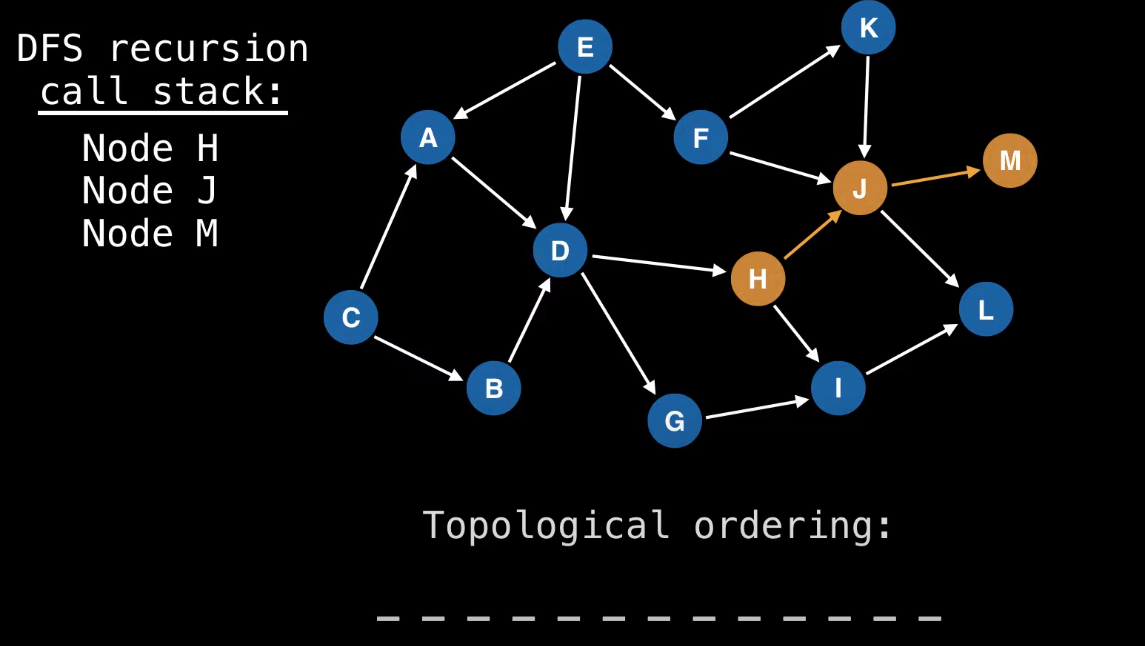 DFS recursion
call stack:
Node H
Node J
Node M
E
K
A
F
M
J
D
H
C
L
B
I
G
Topological ordering:
_ _ _ _ _ _ _ _ _ _ _ _ _